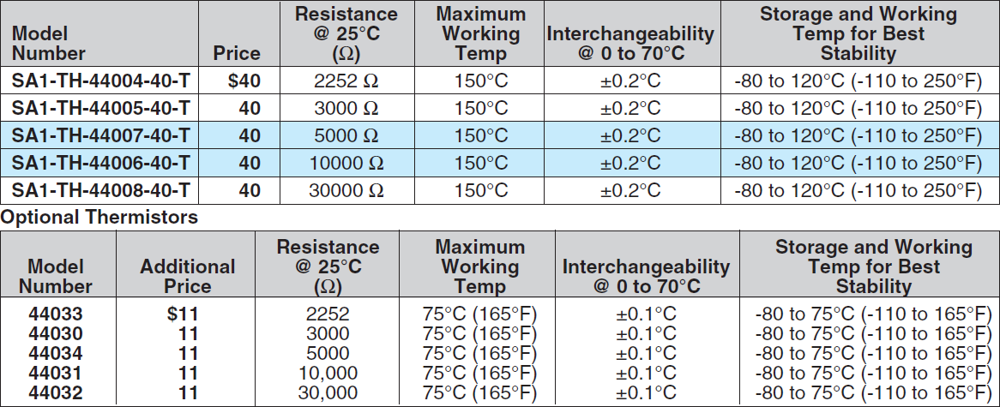 Model Number | Price | Resistance @ 25°C (Ω) | Maximum Working Temp | Interchangeability @ 0 to 70°C | Storage and Working Temp for Best Stability
SA1-TH-44004-40-T | $40 | 2252 Ω | 150°C | ±0.2°C | -80 to 120°C (-110 to 250°F)
SA1-TH-44005-40-T | 40 | 3000 Ω | 150°C | ±0.2°C | -80 to 120°C (-110 to 250°F)
SA1-TH-44007-40-T | 40 | 5000 Ω | 150°C | ±0.2°C | -80 to 120°C (-110 to 250°F)
SA1-TH-44006-40-T | 40 | 10000 Ω | 150°C | ±0.2°C | -80 to 120°C (-110 to 250°F)
SA1-TH-44008-40-T | 40 | 30000 Ω | 150°C | ±0.2°C | -80 to 120°C (-110 to 250°F)
Optional Thermistors
Model Number | Additional Price | Resistance @ 25°C (Ω) | Maximum Working Temp | Interchangeability @ 0 to 70°C | Storage and Working Temp for Best Stability
44033 | $11 | 2252 | 75°C (165°F) | ±0.1°C | -80 to 75°C (-110 to 165°F)
44030 | 11 | 3000 | 75°C (165°F) | ±0.1°C | -80 to 75°C (-110 to 165°F)
44034 | 11 | 5000 | 75°C (165°F) | ±0.1°C | -80 to 75°C (-110 to 165°F)
44031 | 11 | 10,000 | 75°C (165°F) | ±0.1°C | -80 to 75°C (-110 to 165°F)
44032 | 11 | 30,000 | 75°C (165°F) | ±0.1°C | -80 to 75°C (-110 to 165°F)